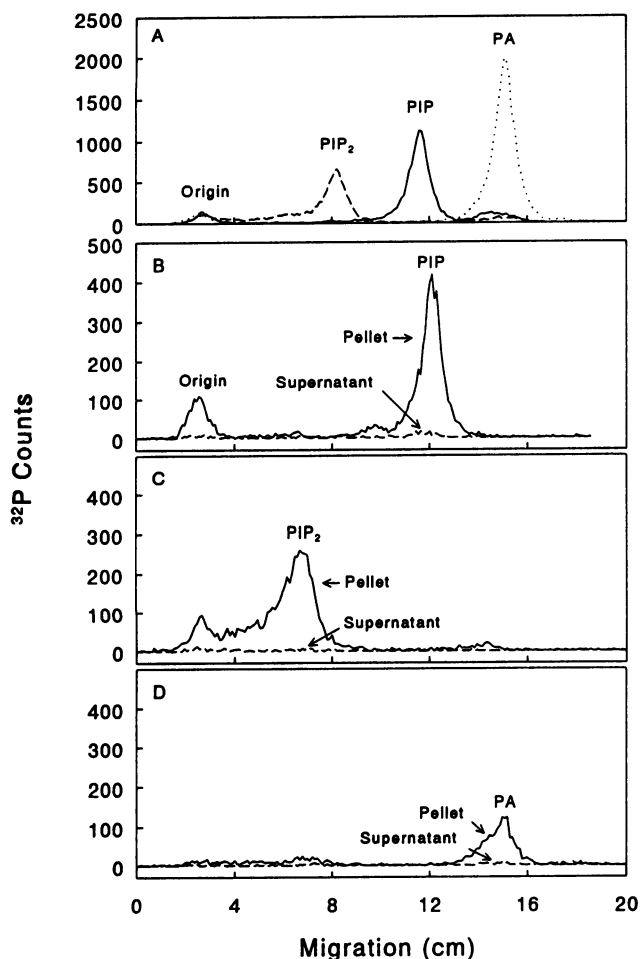 2500
2000
1500
1000
500
0
A
Origin
PIP₂
PIP
PA
500
400
300
200
100
0
B
Origin
PIP
Pellet
Supernatant
400
300
200
100
0
C
PIP₂
Pellet
Supernatant
400
300
200
100
0
D
PA
Pellet
Supernatant
0 4 8 12 16 20
Migration (cm)
³²P Counts